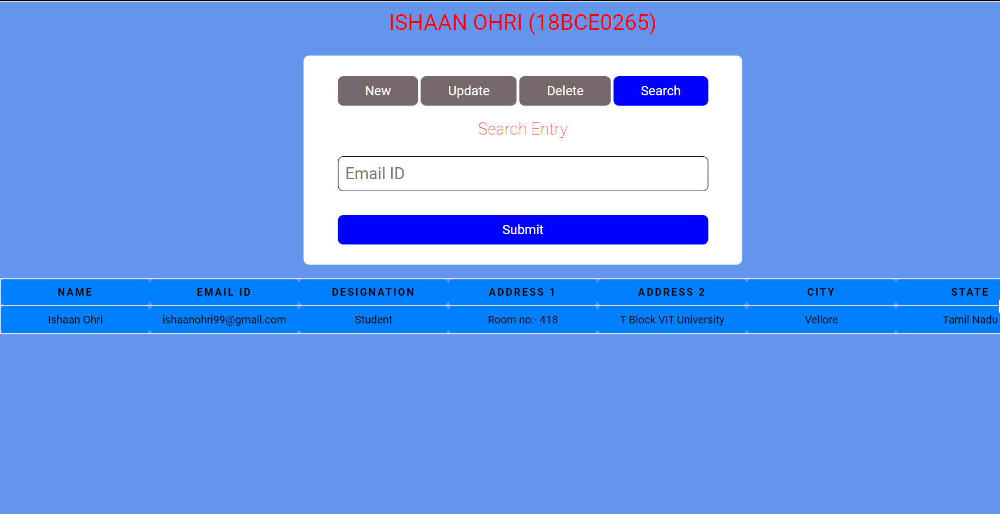 ISHAAN OHRI (18BCE0265)
New Update Delete Search
Search Entry
Email ID
Submit
NAME EMAIL ID DESIGNATION ADDRESS 1 ADDRESS 2 CITY STATE
Ishaan Ohri ishaanohri99@gmail.com Student Room no:- 418 T Block VIT University Vellore Tamil Nadu